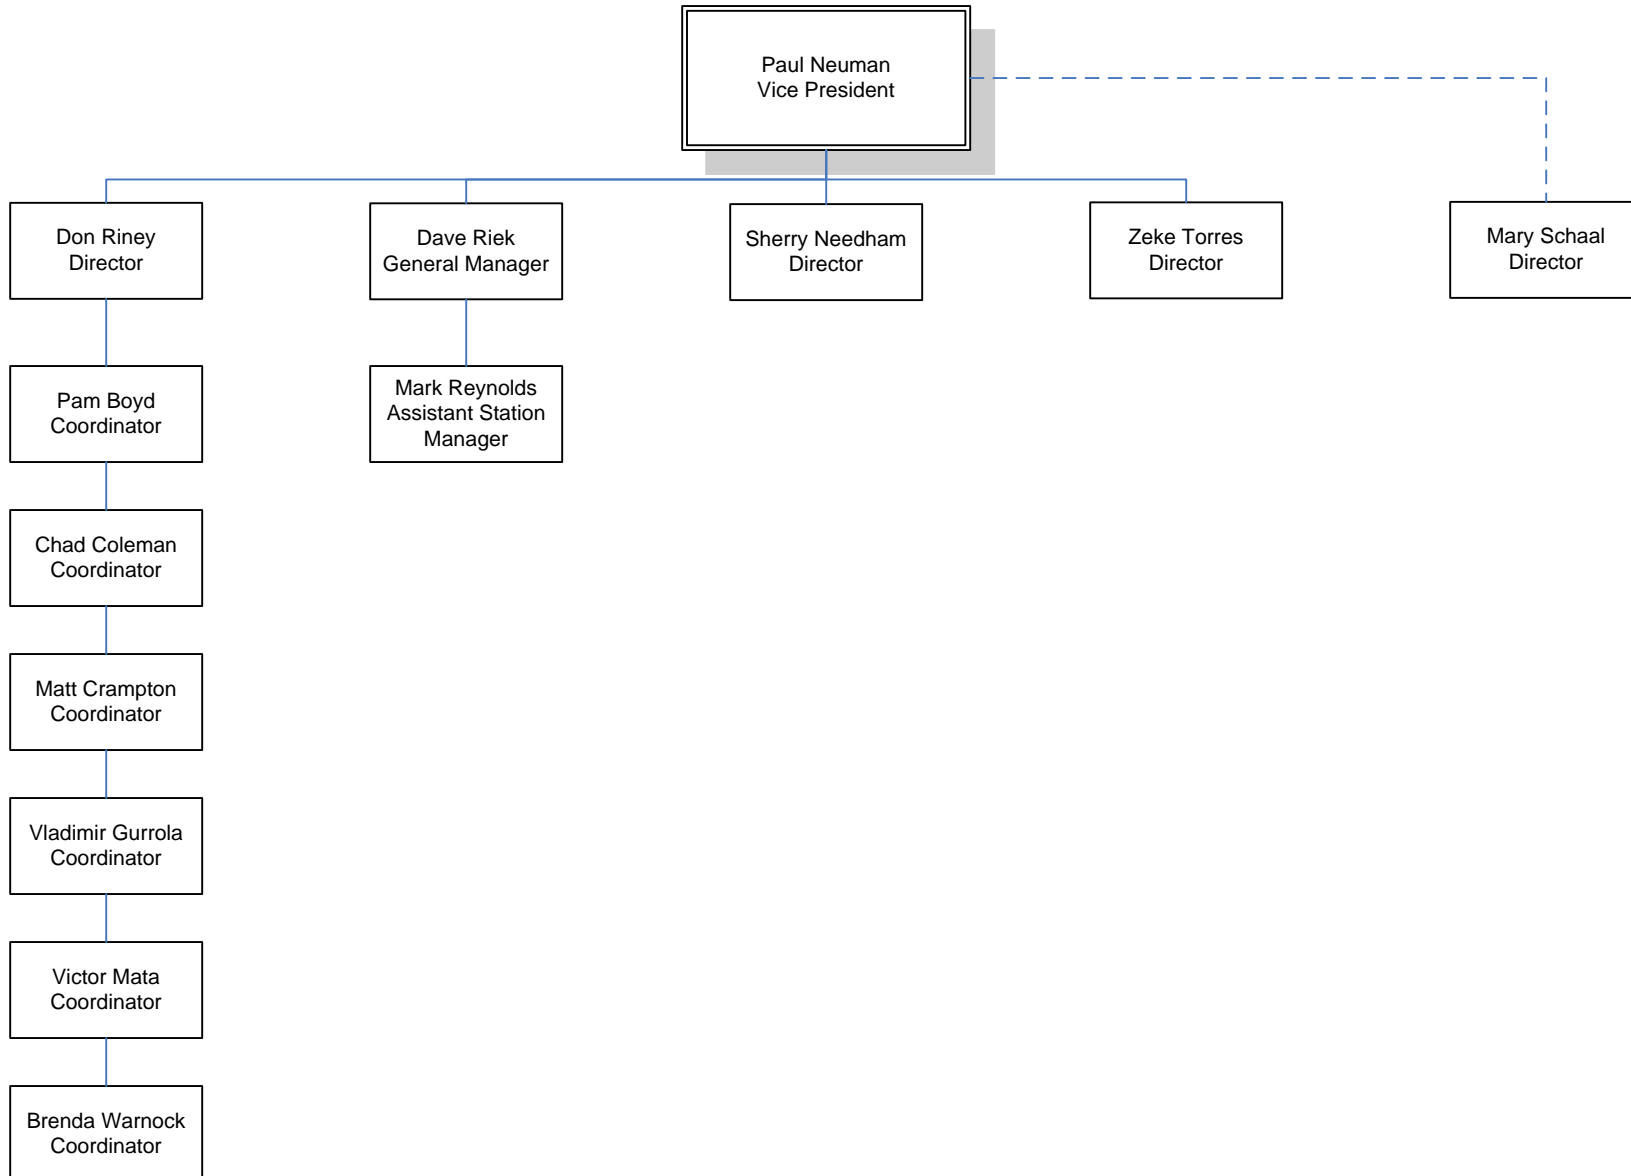 Paul Neuman
Vice President
Don Riney
Director
Dave Riek
General Manager
Sherry Needham
Director
Zeke Torres
Director
Mary Schaal
Director
Pam Boyd
Coordinator
Mark Reynolds
Assistant Station
Manager
Chad Coleman
Coordinator
Matt Crampton
Coordinator
Vladimir Gurrola
Coordinator
Victor Mata
Coordinator
Brenda Warnock
Coordinator